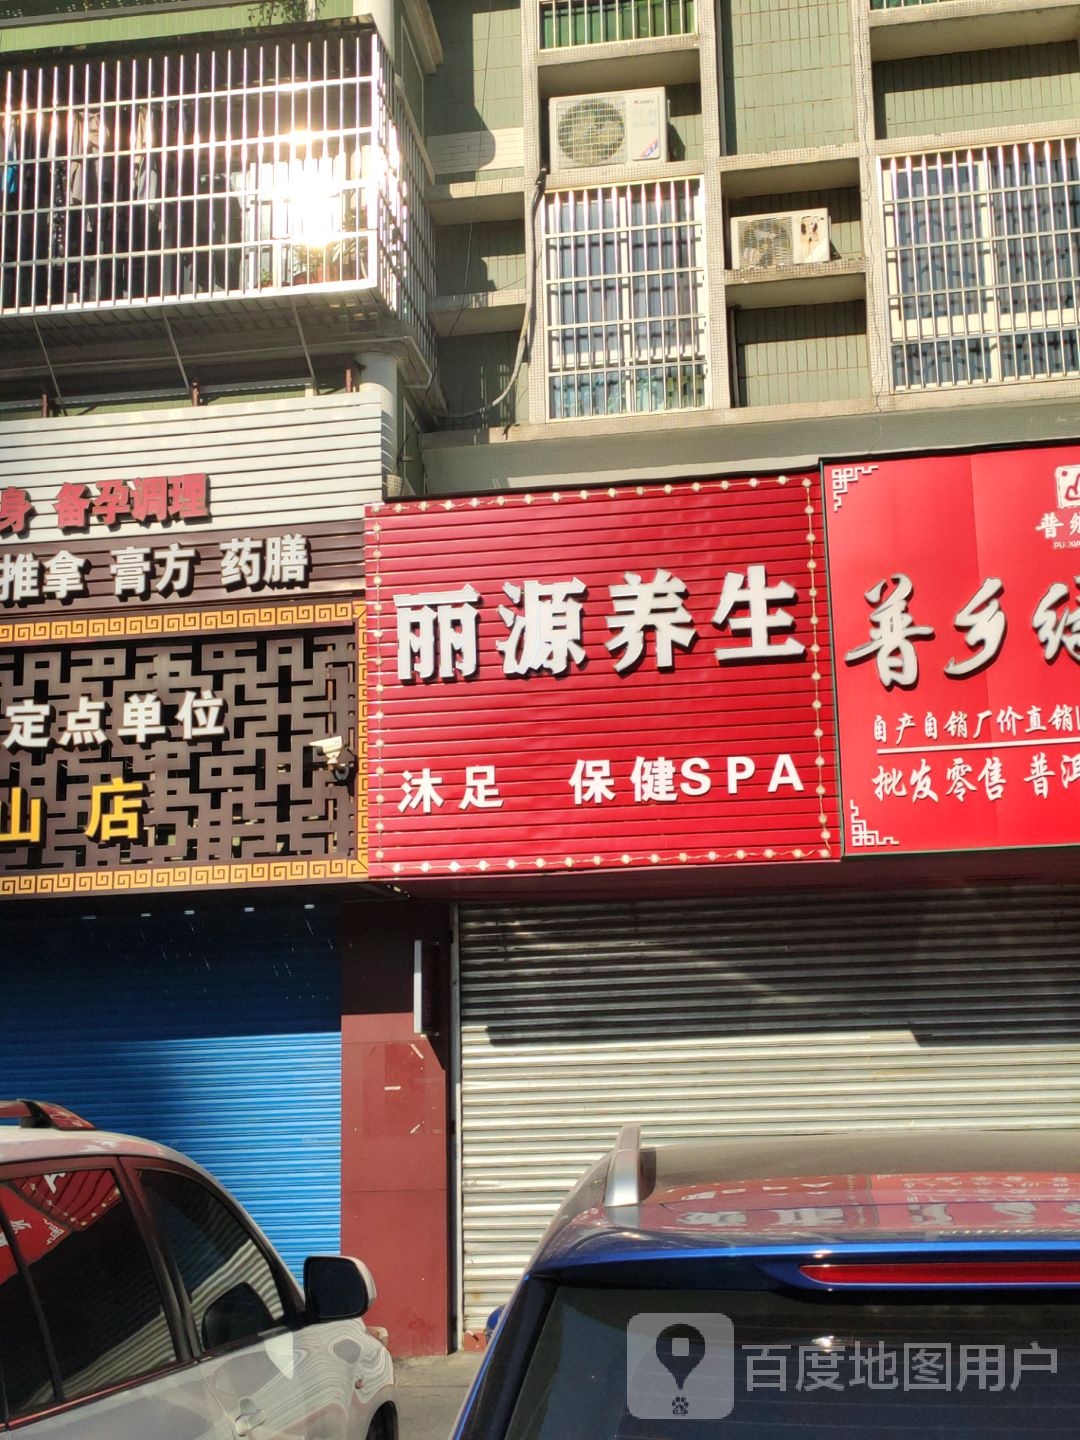 身 备孕调理
推拿 膏方 药膳
定点单位
山店
丽源养生
沐足 保健SPA
普乡
自产自销厂价直销
批发零售 普洱
百度地图用户